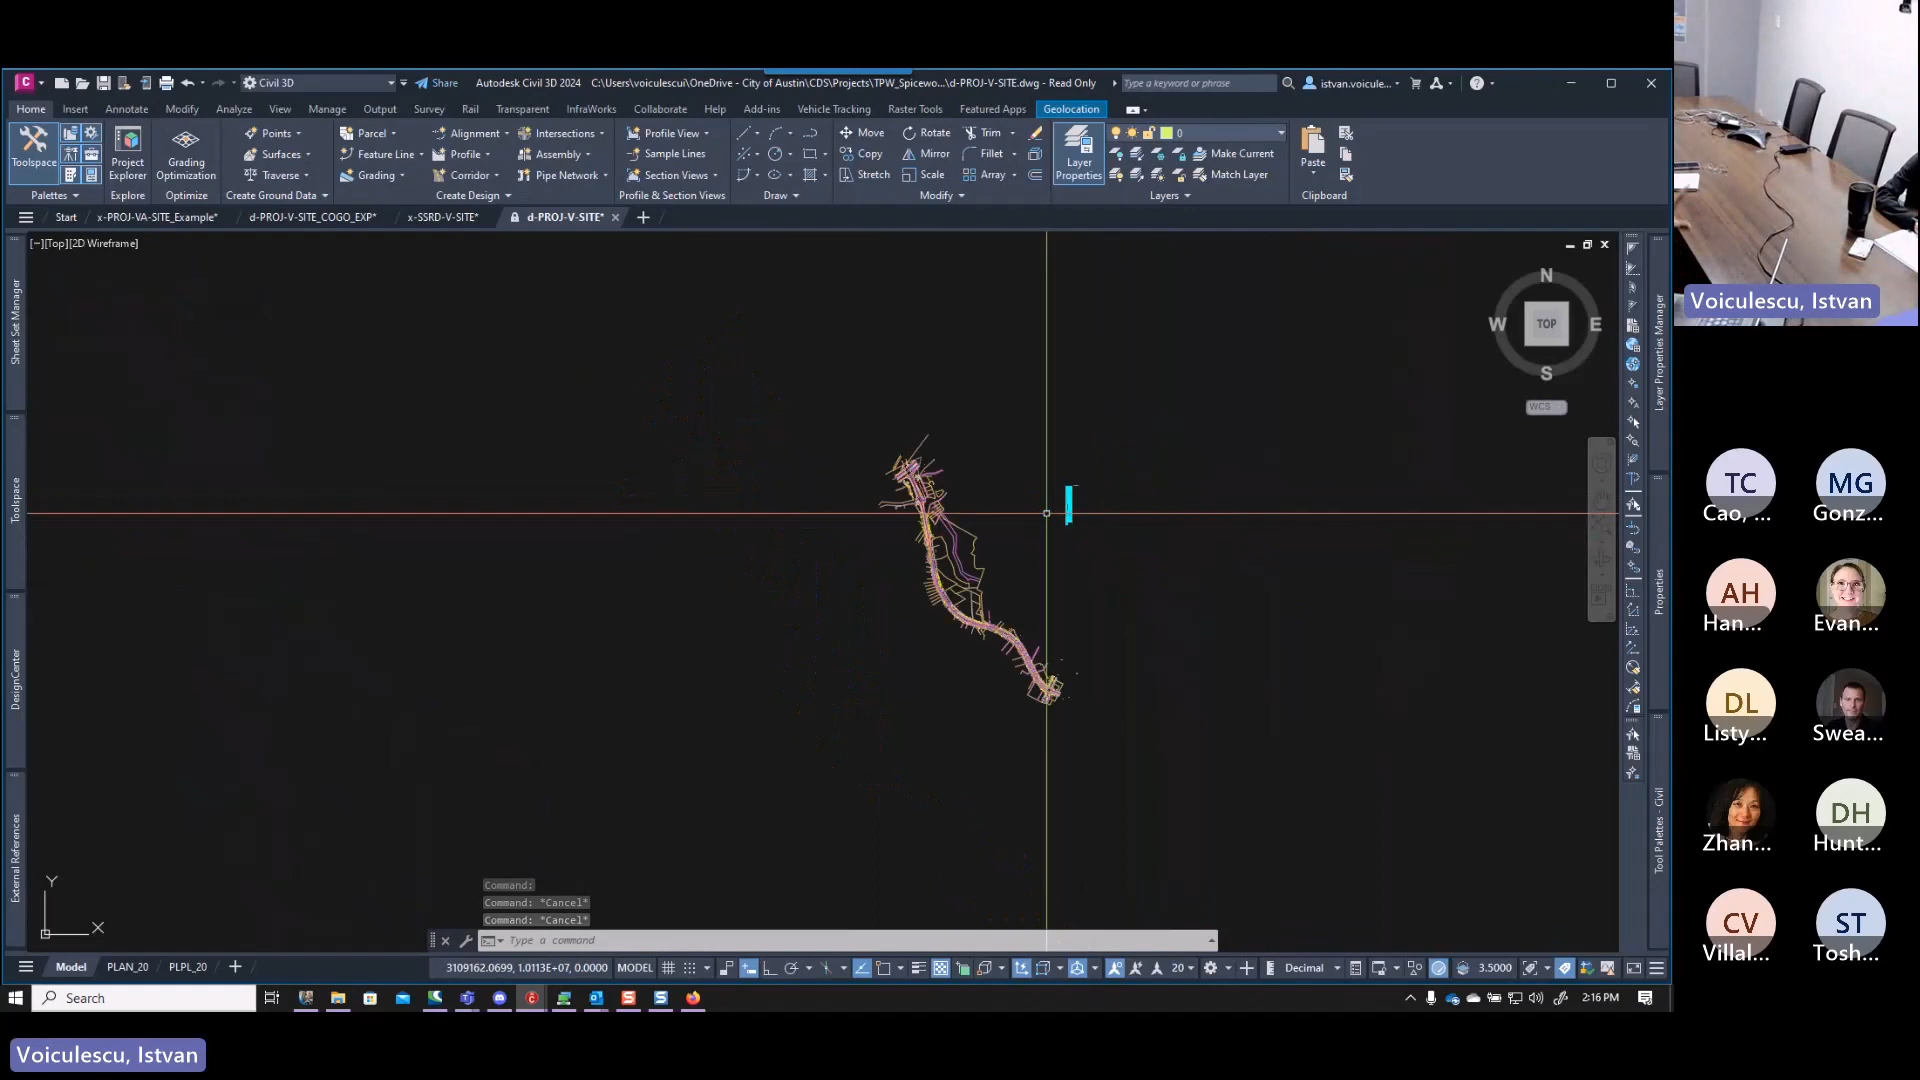 Civil 3D
Share
Autodesk Civil 3D 2024
C:\Users\voiculescui\OneDrive - City of Austin\CDS\Projects\TPW_Spicewo...\d-PROJ-V-SITE.dwg - Read Only
Type a keyword or phrase
istvan.voicule...
Home
Insert
Annotate
Modify
Analyze
View
Manage
Output
Survey
Rail
Transparent
InfraWorks
Collaborate
Help
Add-ins
Vehicle Tracking
Raster Tools
Featured Apps
Geolocation
Toolspace
Project
Explorer
Grading
Optimization
Points
Surfaces
Traverse
Parcel
Feature Line
Grading
Alignment
Profile
Corridor
Intersections
Assembly
Pipe Network
Profile View
Sample Lines
Section Views
Move
Copy
Stretch
Rotate
Mirror
Scale
Trim
Fillet
Array
Layer
Properties
0
Make Current
Match Layer
Paste
Palettes
Explore
Optimize
Create Ground Data
Create Design
Profile & Section Views
Draw
Modify
Layers
Clipboard
Start
x-PROJ-VA-SITE_Example*
d-PROJ-V-SITE_COGO_EXP*
x-SSRD-V-SITE*
d-PROJ-V-SITE*
[−][Top][2D Wireframe]
Sheet Set Manager
Toolspace
DesignCenter
External References
N
W
TOP
E
S
WCS
Layer Properties Manager
Properties
Tool Palettes - Civil
Y
X
Command:
Command: *Cancel*
Command: *Cancel*
Type a command
Model
PLAN_20
PLPL_20
3109162.0699, 1.0113E+07, 0.0000
MODEL
20
Decimal
3.5000
Search
2:16 PM
Voiculescu, Istvan
TC
Cao, ...
MG
Gonz...
AH
Han...
Evan...
DL
Listy...
Swea...
Zhan...
DH
Hunt...
CV
Villal...
ST
Tosh...
Voiculescu, Istvan